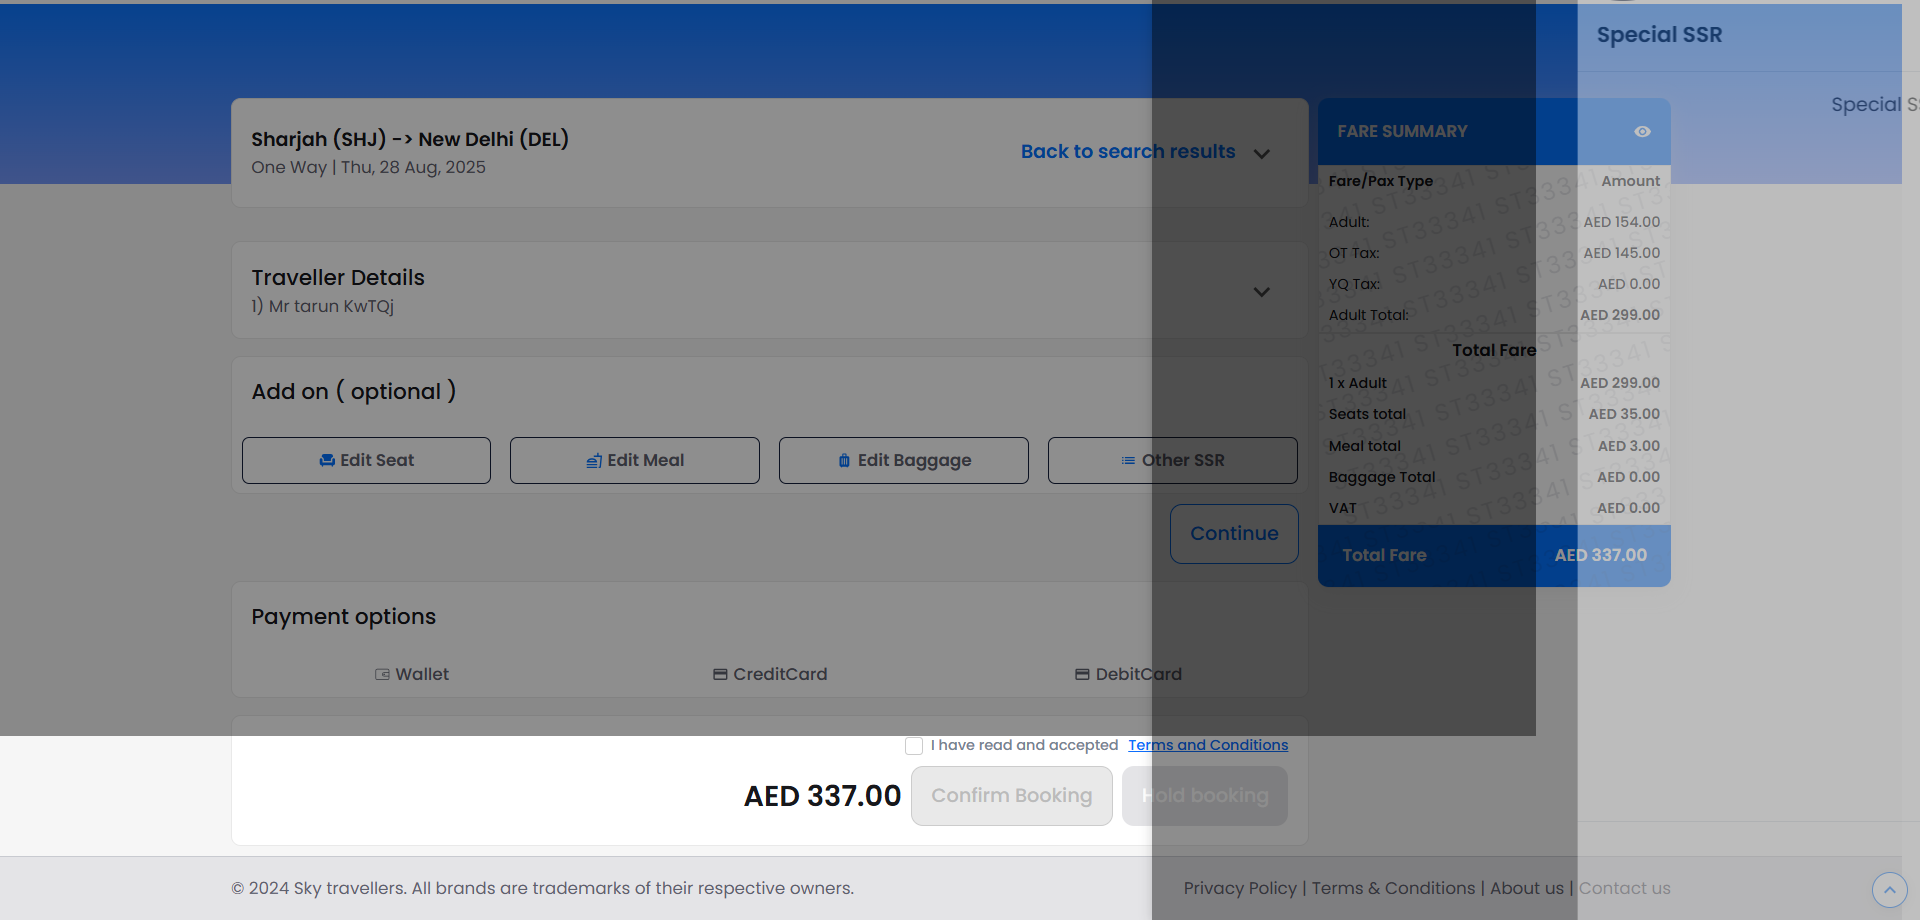 Special SSR
Special S
Sharjah (SHJ) -> New Delhi (DEL)
One Way | Thu, 28 Aug, 2025
Back to search results
Traveller Details
1) Mr tarun KwTQj
Add on ( optional )
Edit Seat
Edit Meal
Edit Baggage
Other SSR
Continue
Payment options
Wallet
CreditCard
DebitCard
I have read and accepted Terms and Conditions
AED 337.00
Confirm Booking
Hold booking
FARE SUMMARY
Fare/Pax Type Amount
Adult: AED 154.00
OT Tax: AED 145.00
YQ Tax: AED 0.00
Adult Total: AED 299.00
Total Fare
1 x Adult AED 299.00
Seats total AED 35.00
Meal total AED 3.00
Baggage Total AED 0.00
VAT AED 0.00
Total Fare AED 337.00
ST33341 ST33341 ST33341
© 2024 Sky travellers. All brands are trademarks of their respective owners.
Privacy Policy | Terms & Conditions | About us | Contact us